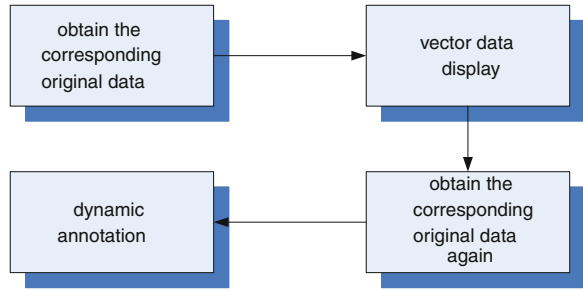 obtain the
corresponding
original data
vector data
display
obtain the
corresponding
original data
again
dynamic
annotation